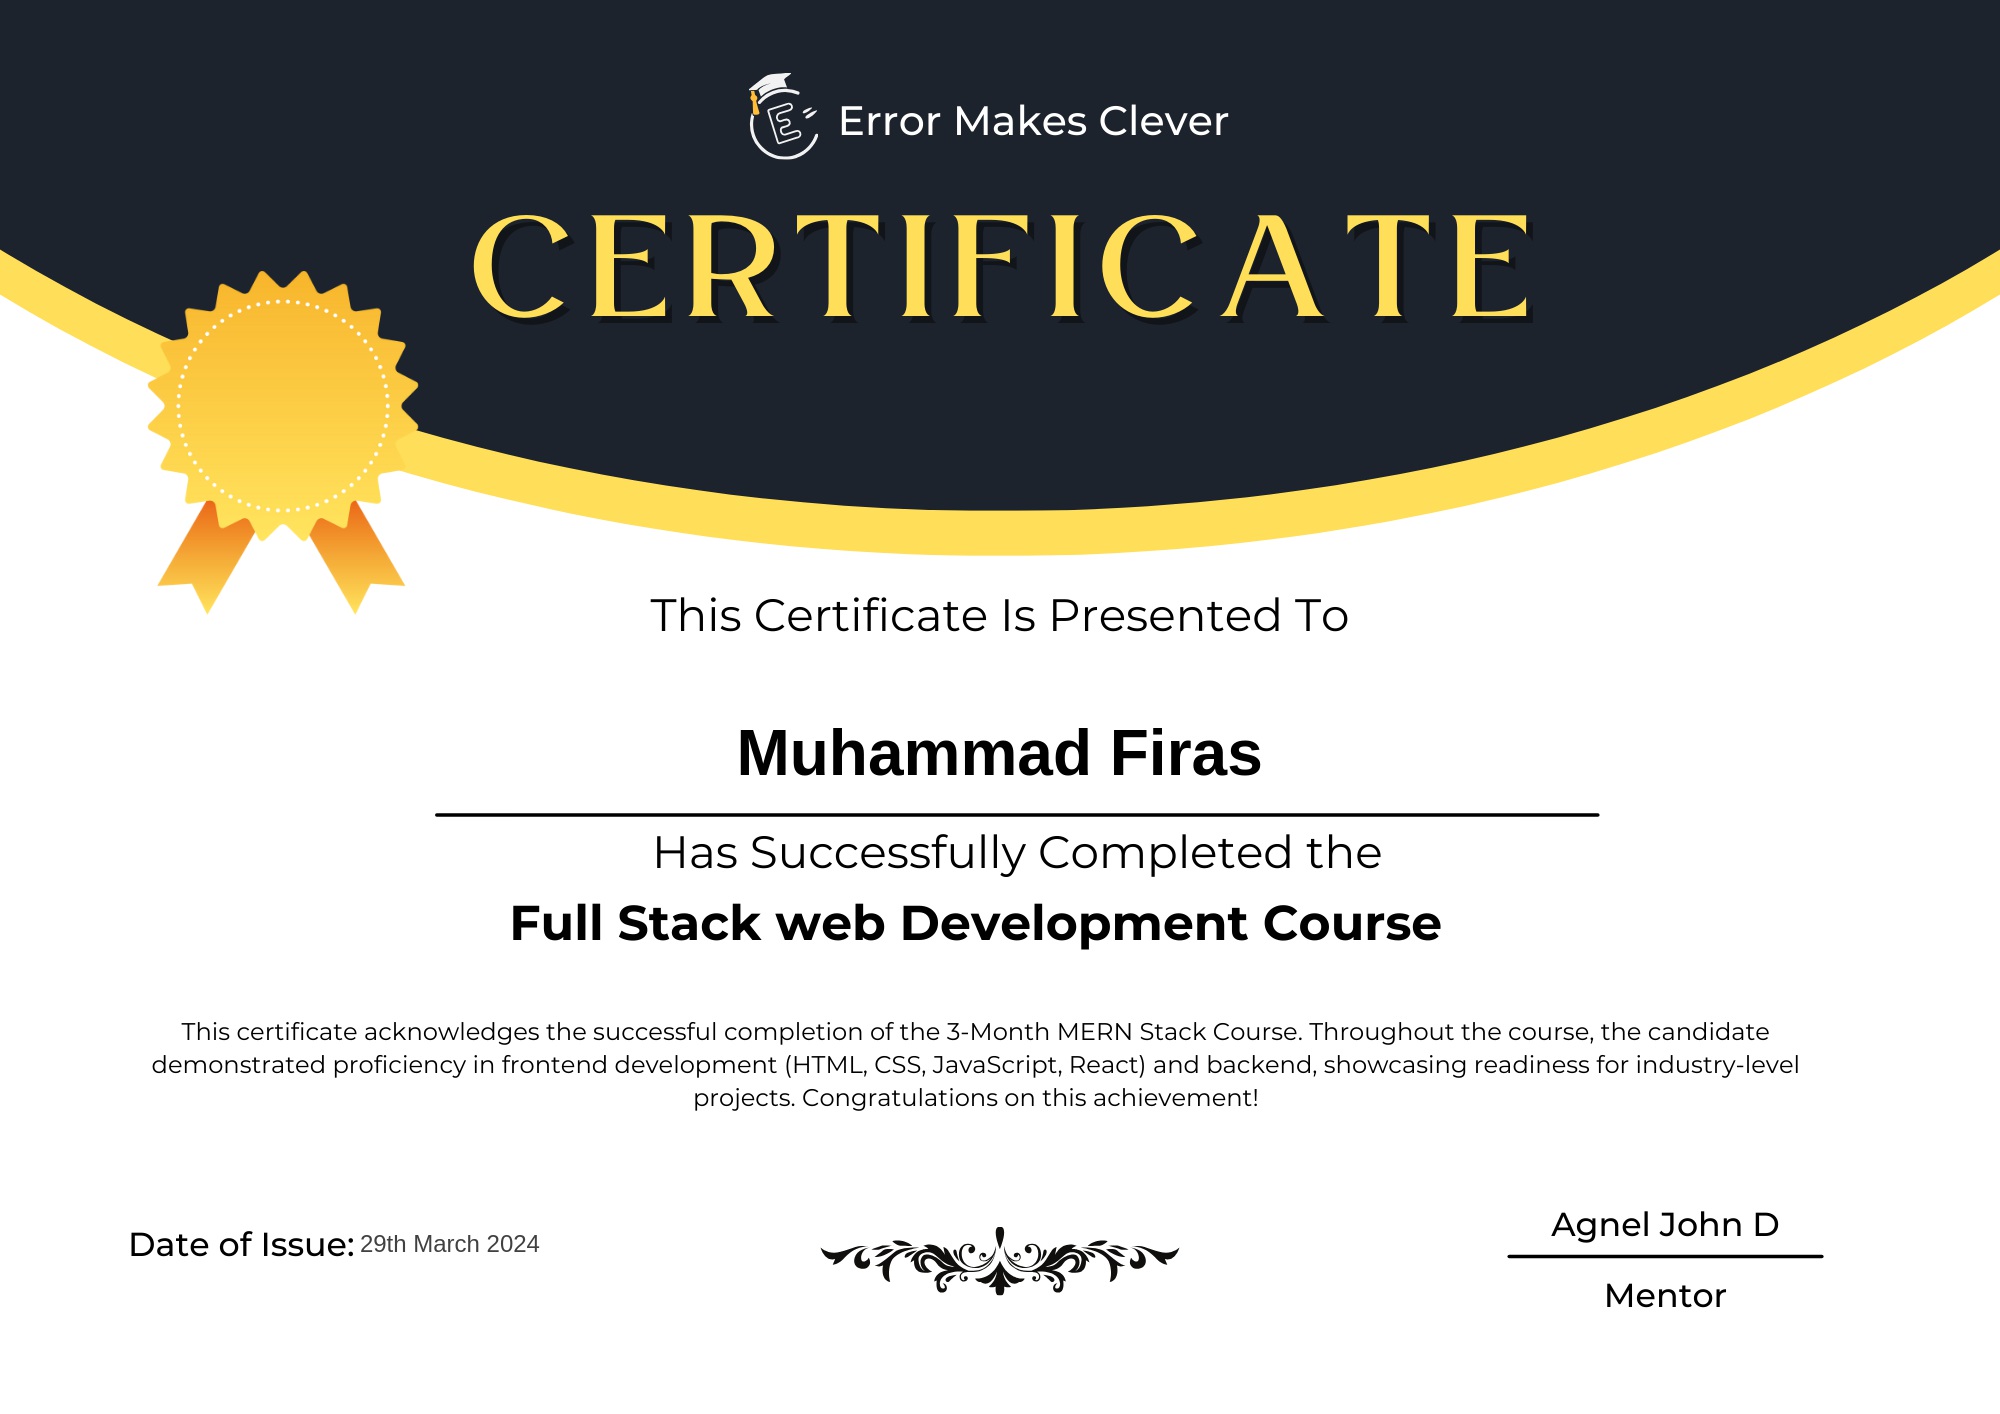 Error Makes Clever
CERTIFICATE
This Certificate Is Presented To
Muhammad Firas
Has Successfully Completed the
Full Stack web Development Course
This certificate acknowledges the successful completion of the 3-Month MERN Stack Course. Throughout the course, the candidate
demonstrated proficiency in frontend development (HTML, CSS, JavaScript, React) and backend, showcasing readiness for industry-level
projects. Congratulations on this achievement!
Date of Issue: 29th March 2024
Agnel John D
Mentor